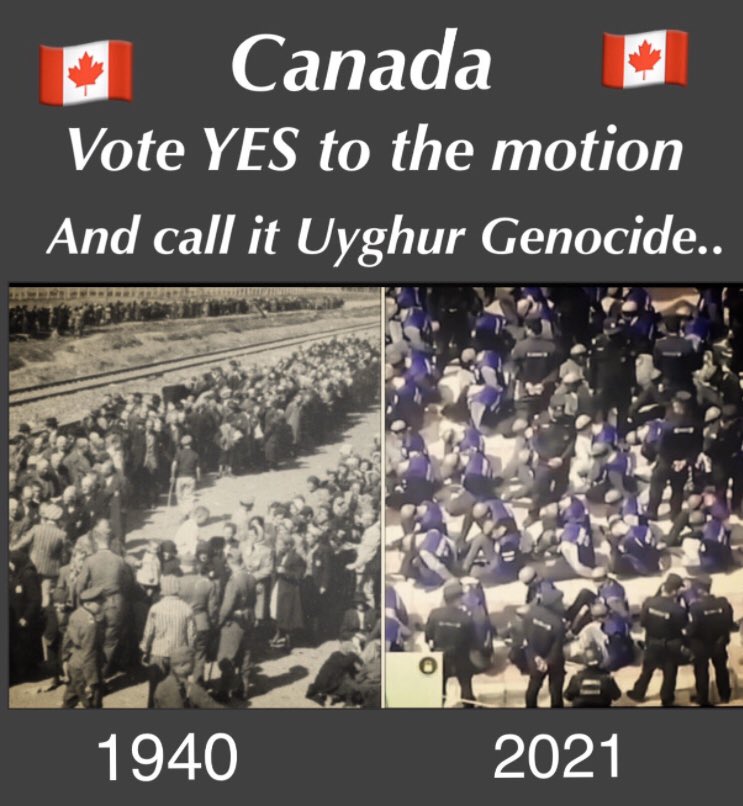 Canada
Vote YES to the motion
And call it Uyghur Genocide..
1940
2021